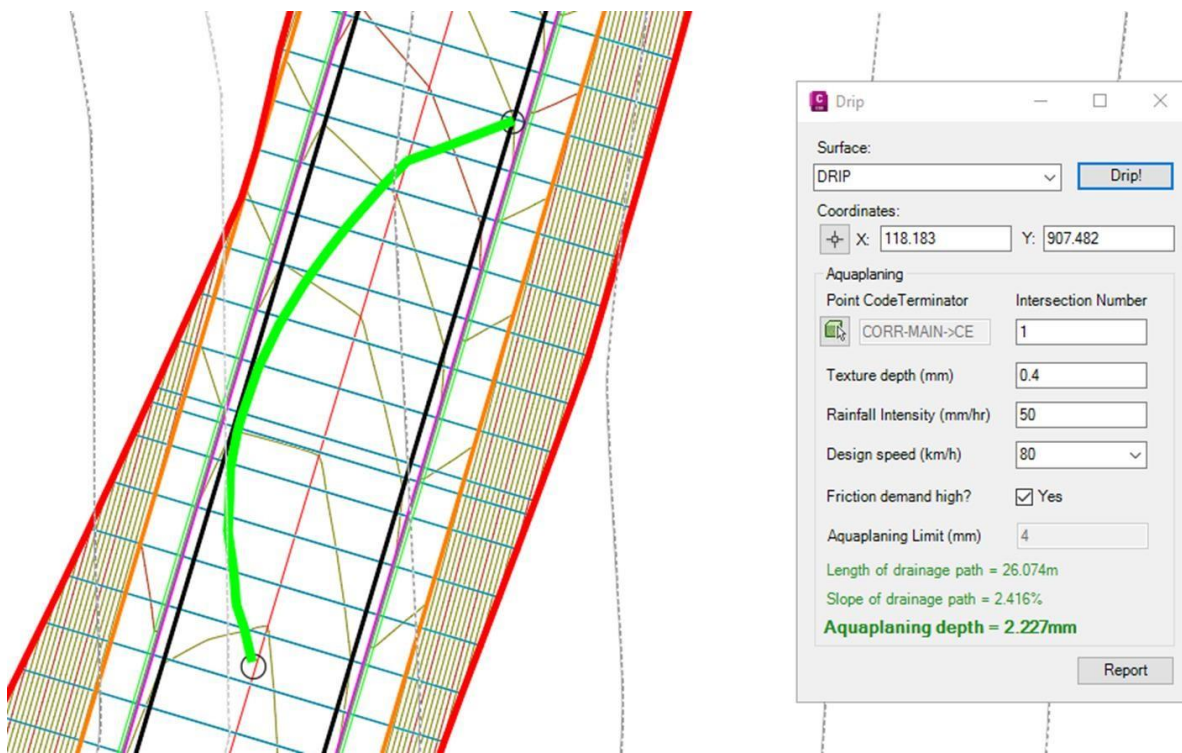 Drip
Surface:
DRIP Drip!
Coordinates:
X: 118.183 Y: 907.482
Aquaplaning
Point CodeTerminator Intersection Number
CORR-MAIN->CE 1
Texture depth (mm) 0.4
Rainfall Intensity (mm/hr) 50
Design speed (km/h) 80
Friction demand high? Yes
Aquaplaning Limit (mm) 4
Length of drainage path = 26.074m
Slope of drainage path = 2.416%
Aquaplaning depth = 2.227mm
Report